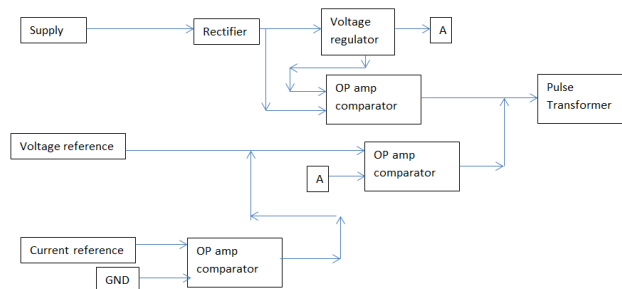 Supply
Rectifier
Voltage
regulator
A
OP amp
comparator
Pulse
Transformer
Voltage reference
OP amp
comparator
A
Current reference
OP amp
comparator
GND